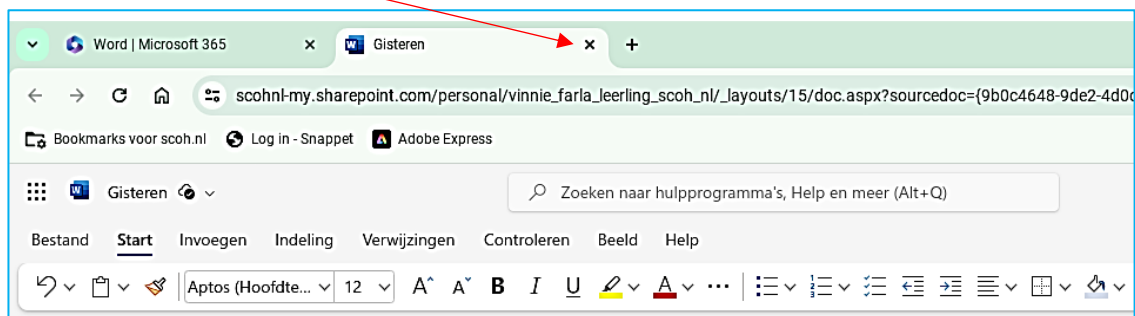 Word | Microsoft 365 Gisteren
scohnl-my.sharepoint.com/personal/vinnie_farla_leerling_scoh_nl/_layouts/15/doc.aspx?sourcedoc={9b0c4648-9de2-4d0c
Bookmarks voor scoh.nl Log in - Snappet Adobe Express
Gisteren Zoeken naar hulpprogramma's, Help en meer (Alt+Q)
Bestand Start Invoegen Indeling Verwijzingen Controleren Beeld Help
Aptos (Hoofdte... 12 A A B I U A ...